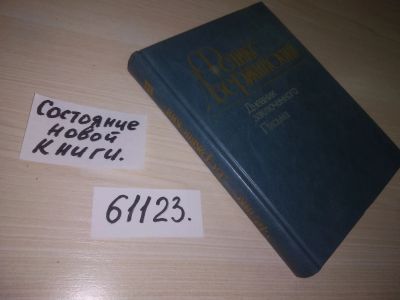 Состояние
новой
книги.
61123.
Феликс
Дзержинский
Дневник
заключенного
Письма